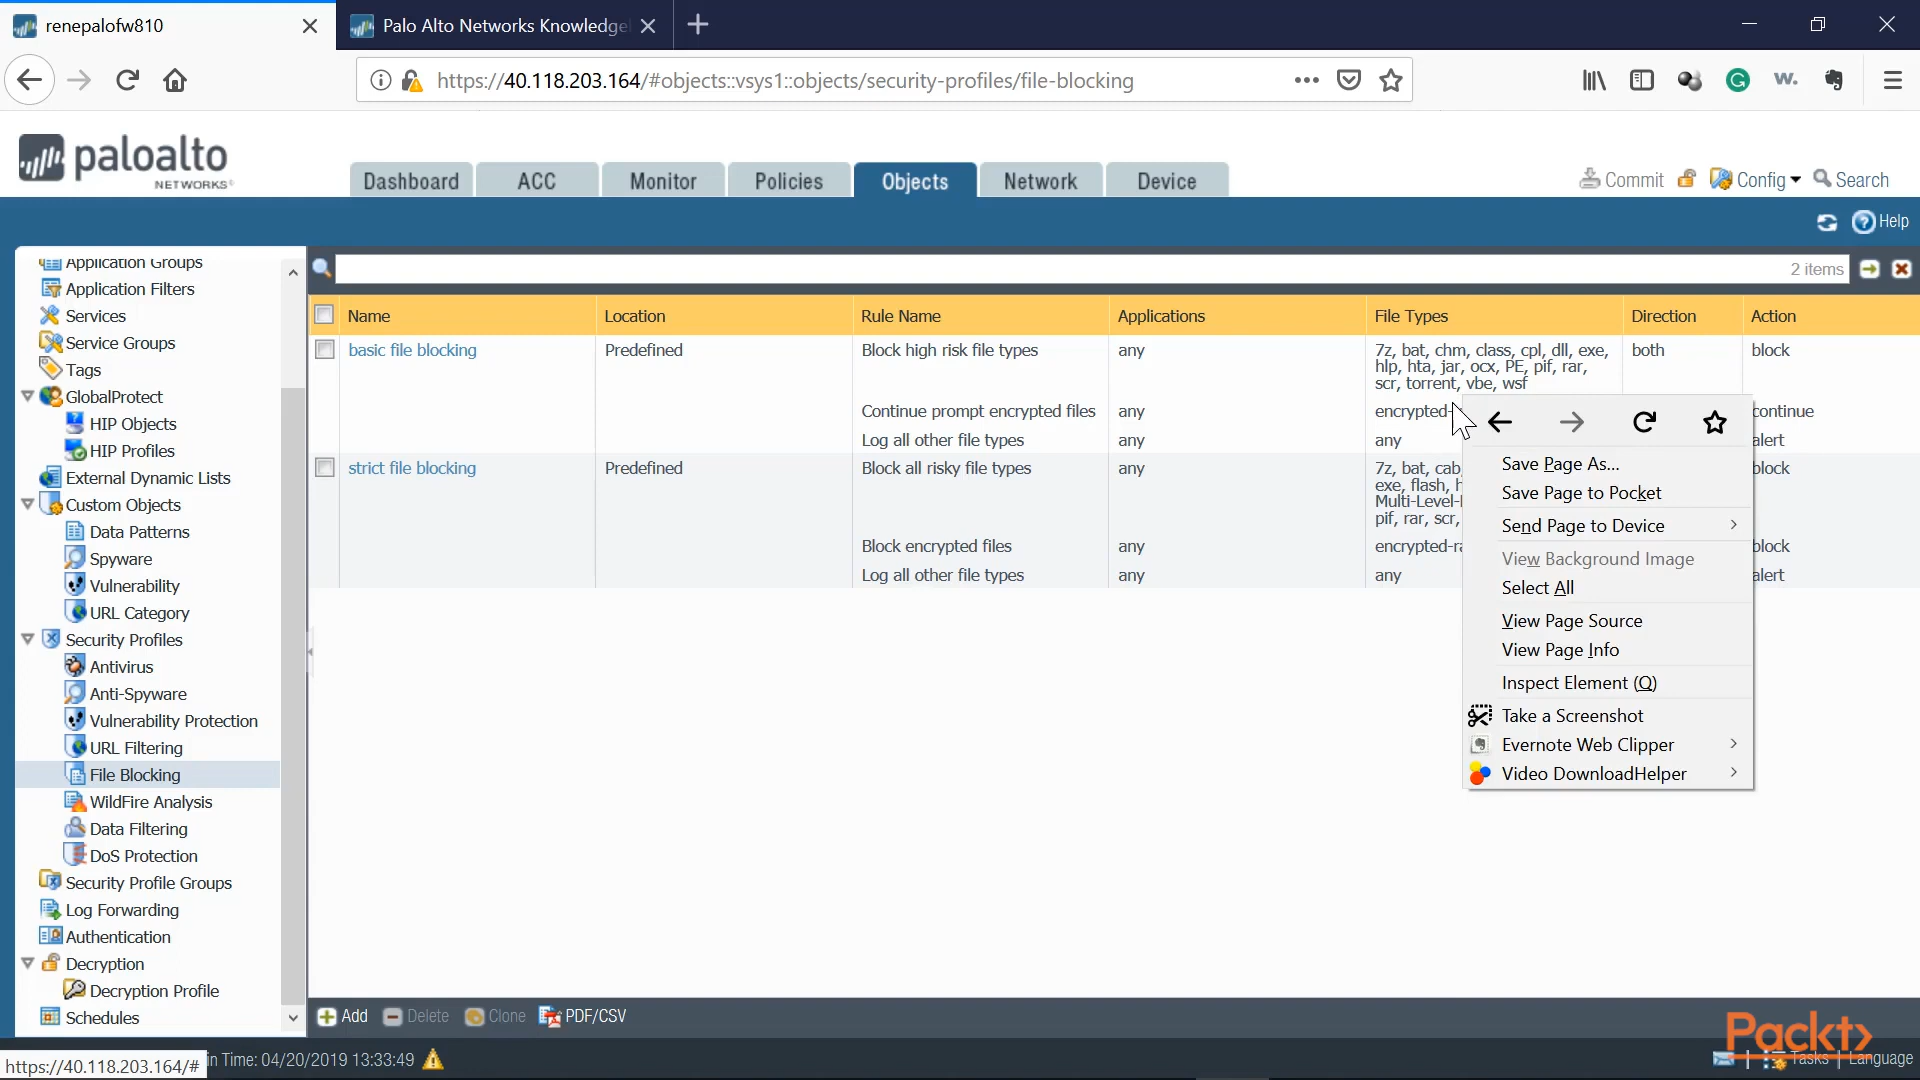 renepalofw810
Palo Alto Networks Knowledge
https://40.118.203.164/#objects::vsys1::objects/security-profiles/file-blocking
paloalto
NETWORKS
Dashboard
ACC
Monitor
Policies
Objects
Network
Device
Commit
Config
Search
Help
Application Groups
Application Filters
Services
Service Groups
Tags
GlobalProtect
HIP Objects
HIP Profiles
External Dynamic Lists
Custom Objects
Data Patterns
Spyware
Vulnerability
URL Category
Security Profiles
Antivirus
Anti-Spyware
Vulnerability Protection
URL Filtering
File Blocking
WildFire Analysis
Data Filtering
DoS Protection
Security Profile Groups
Log Forwarding
Authentication
Decryption
Decryption Profile
Schedules
2 items
Name Location Rule Name Applications File Types Direction Action
basic file blocking Predefined Block high risk file types any 7z, bat, chm, class, cpl, dll, exe, both block
hlp, hta, jar, ocx, PE, pif, rar,
scr, torrent, vbe, wsf
Continue prompt encrypted files any encrypted- continue
Log all other file types any any alert
strict file blocking Predefined Block all risky file types any 7z, bat, cab block
exe, flash, h
Multi-Level-
pif, rar, scr,
Block encrypted files any encrypted-ra block
Log all other file types any any alert
Save Page As...
Save Page to Pocket
Send Page to Device
View Background Image
Select All
View Page Source
View Page Info
Inspect Element (Q)
Take a Screenshot
Evernote Web Clipper
Video DownloadHelper
Add Delete Clone PDF/CSV
https://40.118.203.164/# in Time: 04/20/2019 13:33:49
Packt>
Tasks | Language